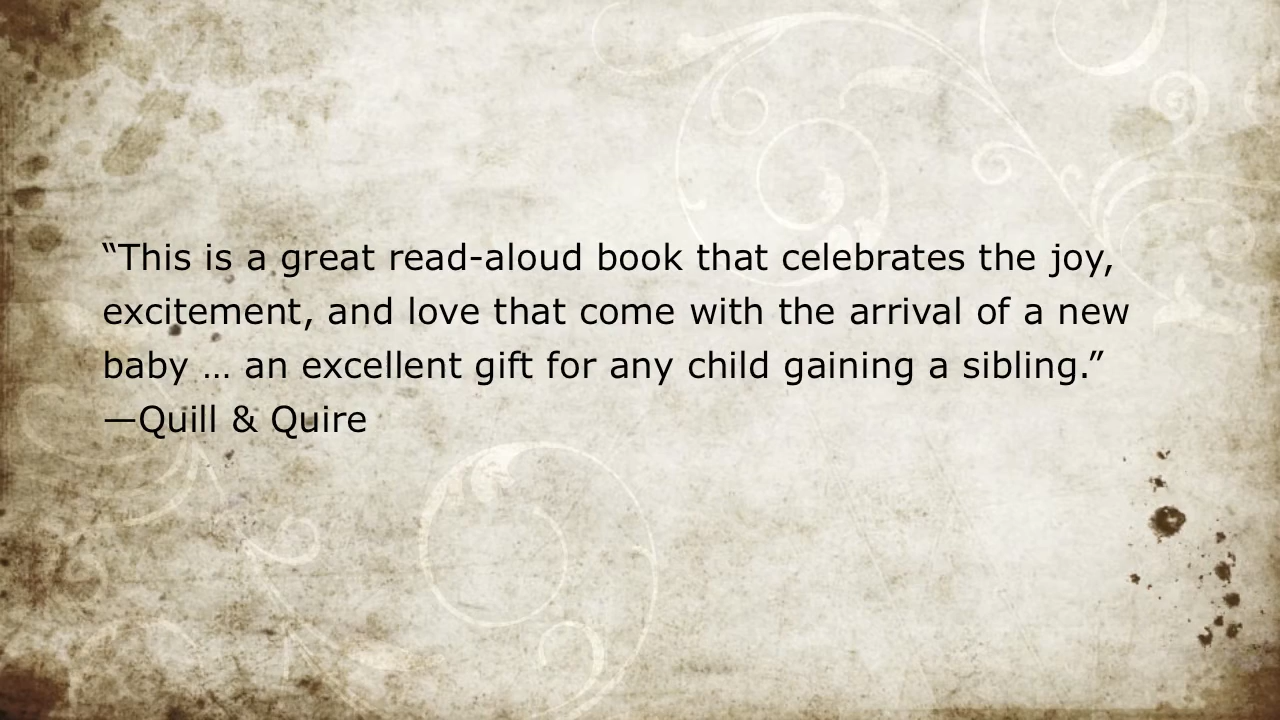 “This is a great read-aloud book that celebrates the joy,
excitement, and love that come with the arrival of a new
baby … an excellent gift for any child gaining a sibling.”
—Quill & Quire